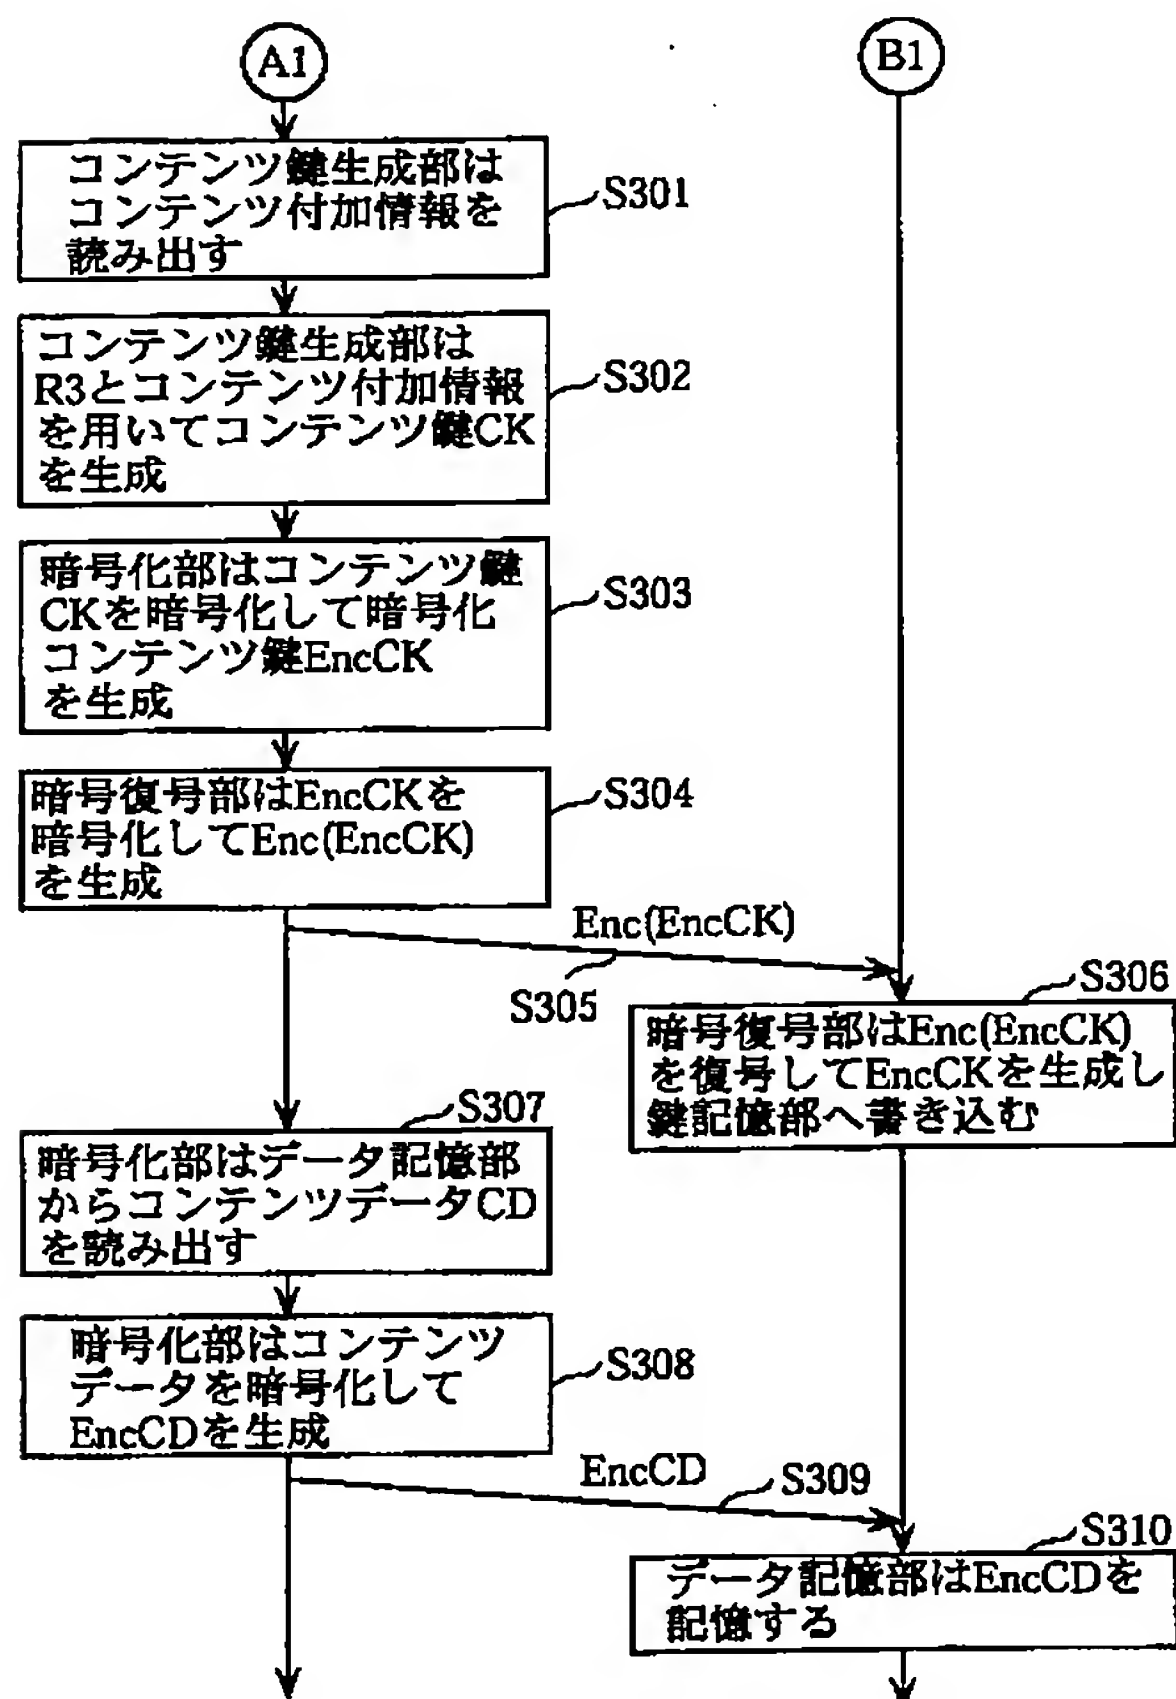 A1
B1
コンテンツ鍵生成部は
コンテンツ付加情報を
読み出す
S301
コンテンツ鍵生成部は
R3とコンテンツ付加情報
を用いてコンテンツ鍵CK
を生成
S302
暗号化部はコンテンツ鍵
CKを暗号化して暗号化
コンテンツ鍵EncCK
を生成
S303
暗号復号部はEncCKを
暗号化してEnc(EncCK)
を生成
S304
Enc(EncCK)
S305
S306
暗号復号部はEnc(EncCK)
を復号してEncCKを生成し
鍵記憶部へ書き込む
S307
暗号化部はデータ記憶部
からコンテンツデータCD
を読み出す
暗号化部はコンテンツ
データを暗号化して
EncCDを生成
S308
EncCD
S309
S310
データ記憶部はEncCDを
記憶する